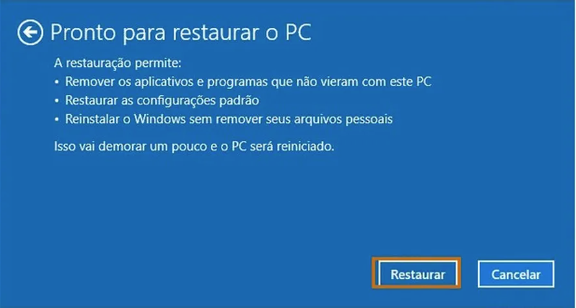 Pronto para restaurar o PC
A restauração permite:
• Remover os aplicativos e programas que não vieram com este PC
• Restaurar as configurações padrão
• Reinstalar o Windows sem remover seus arquivos pessoais
Isso vai demorar um pouco e o PC será reiniciado.
Restaurar
Cancelar